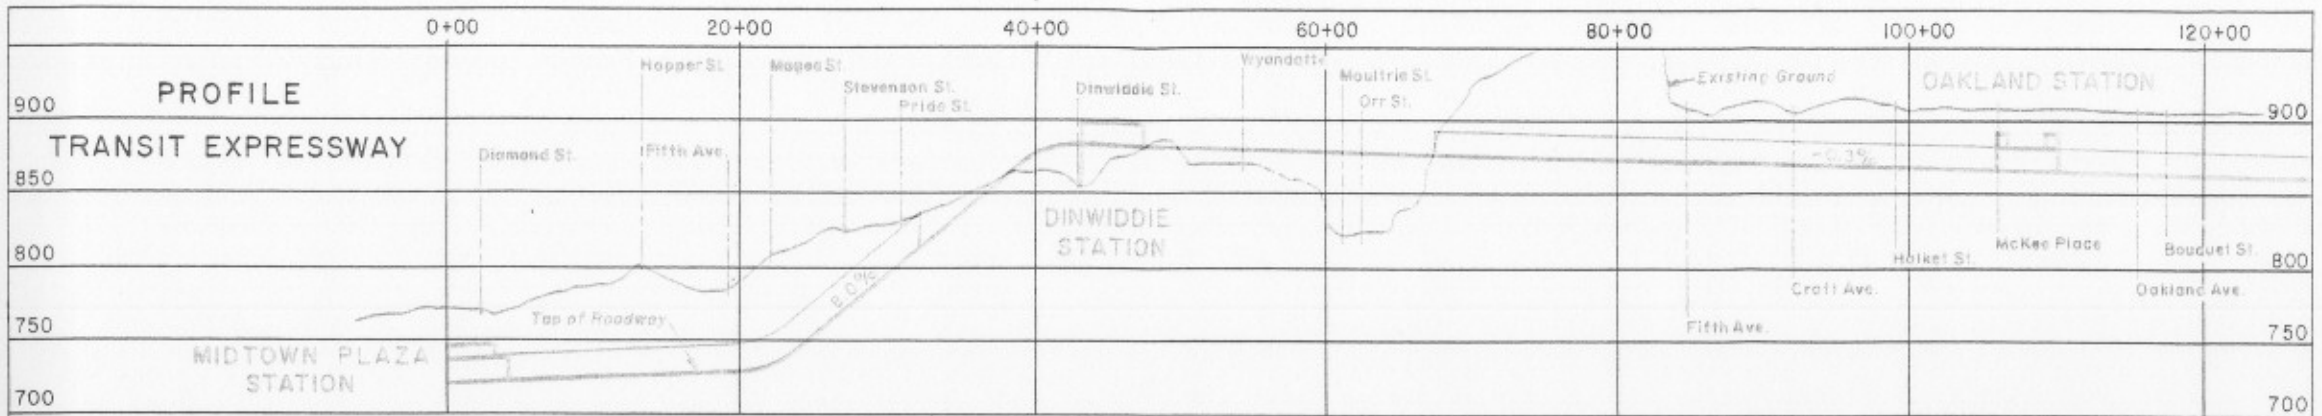 0+00 20+00 40+00 60+00 80+00 100+00 120+00
PROFILE
TRANSIT EXPRESSWAY
Hopper St.
Magee St.
Stevenson St.
Pride St.
Dinwiddie St.
Wyandotte
Moultrie St.
Orr St.
Existing Ground
OAKLAND STATION
900 900
Diamond St.
Fifth Ave.
-0.3%
850
DINWIDDIE
STATION
800 800
8.0%
McKee Place
Bouquet St.
Halket St.
Craft Ave.
Oakland Ave.
Top of Roadway
Fifth Ave.
750 750
MIDTOWN PLAZA
STATION
700 700